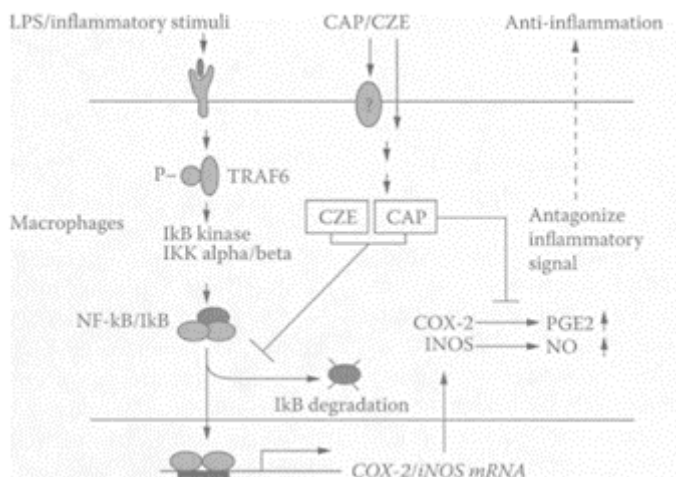 LPS/inflammatory stimuli
CAP/CZE
Anti-inflammation
?
P–
TRAF6
CZE
CAP
Macrophages
IkB kinase
IKK alpha/beta
Antagonize
inflammatory
signal
NF-kB/IkB
COX-2
PGE2
INOS
NO
IkB degradation
COX-2/iNOS mRNA